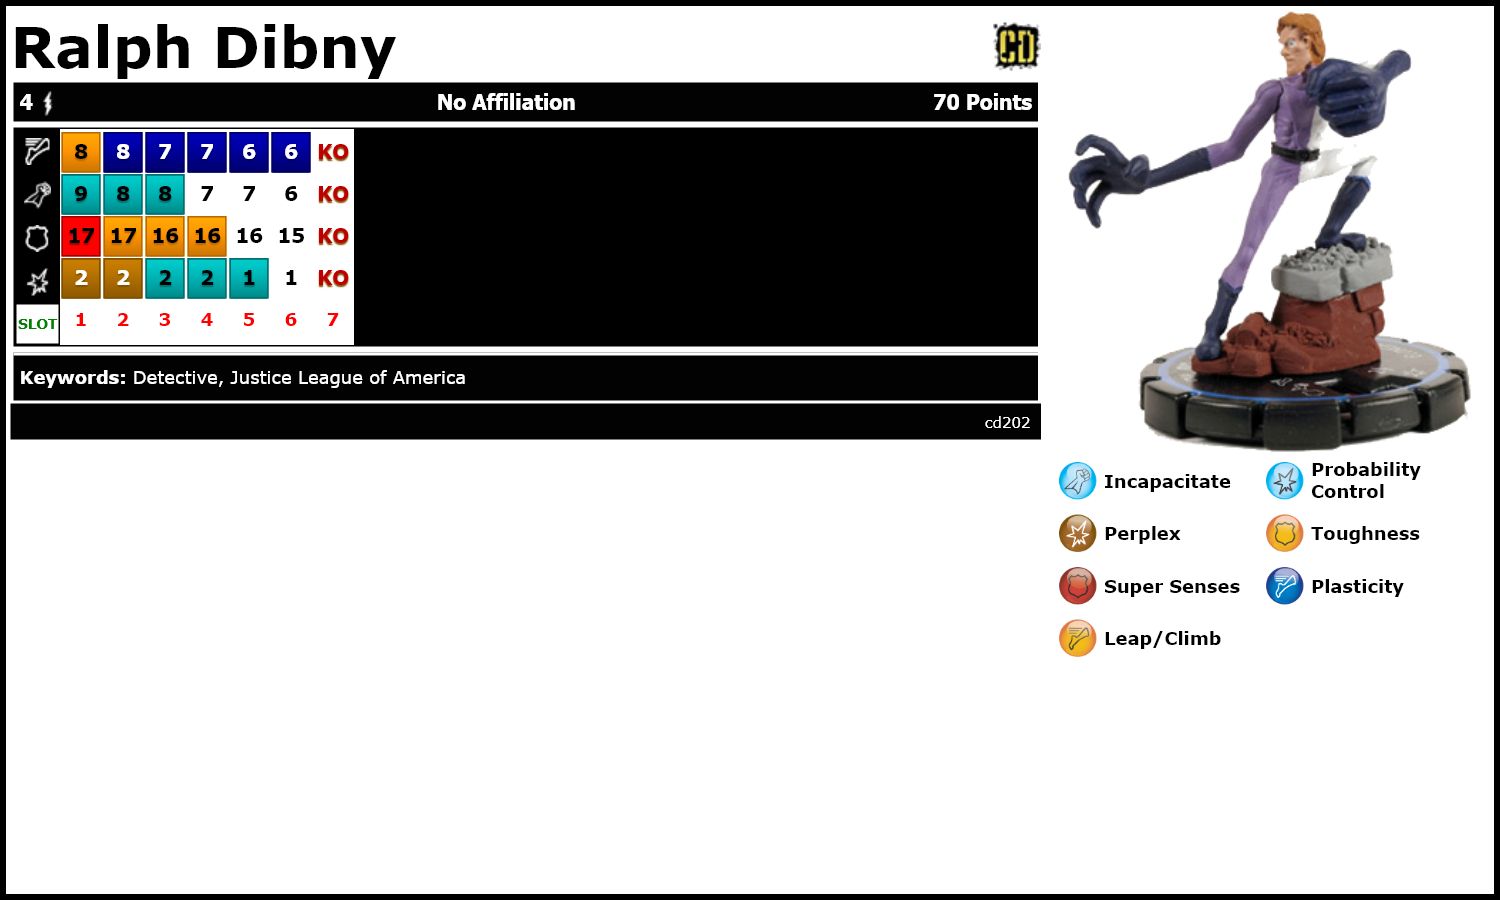 Ralph Dibny
CD
4 No Affiliation 70 Points
8 8 7 7 6 6 KO
9 8 8 7 7 6 KO
17 17 16 16 16 15 KO
2 2 2 2 1 1 KO
SLOT 1 2 3 4 5 6 7
Keywords: Detective, Justice League of America
cd202
Incapacitate
Probability
Control
Perplex
Toughness
Super Senses
Plasticity
Leap/Climb